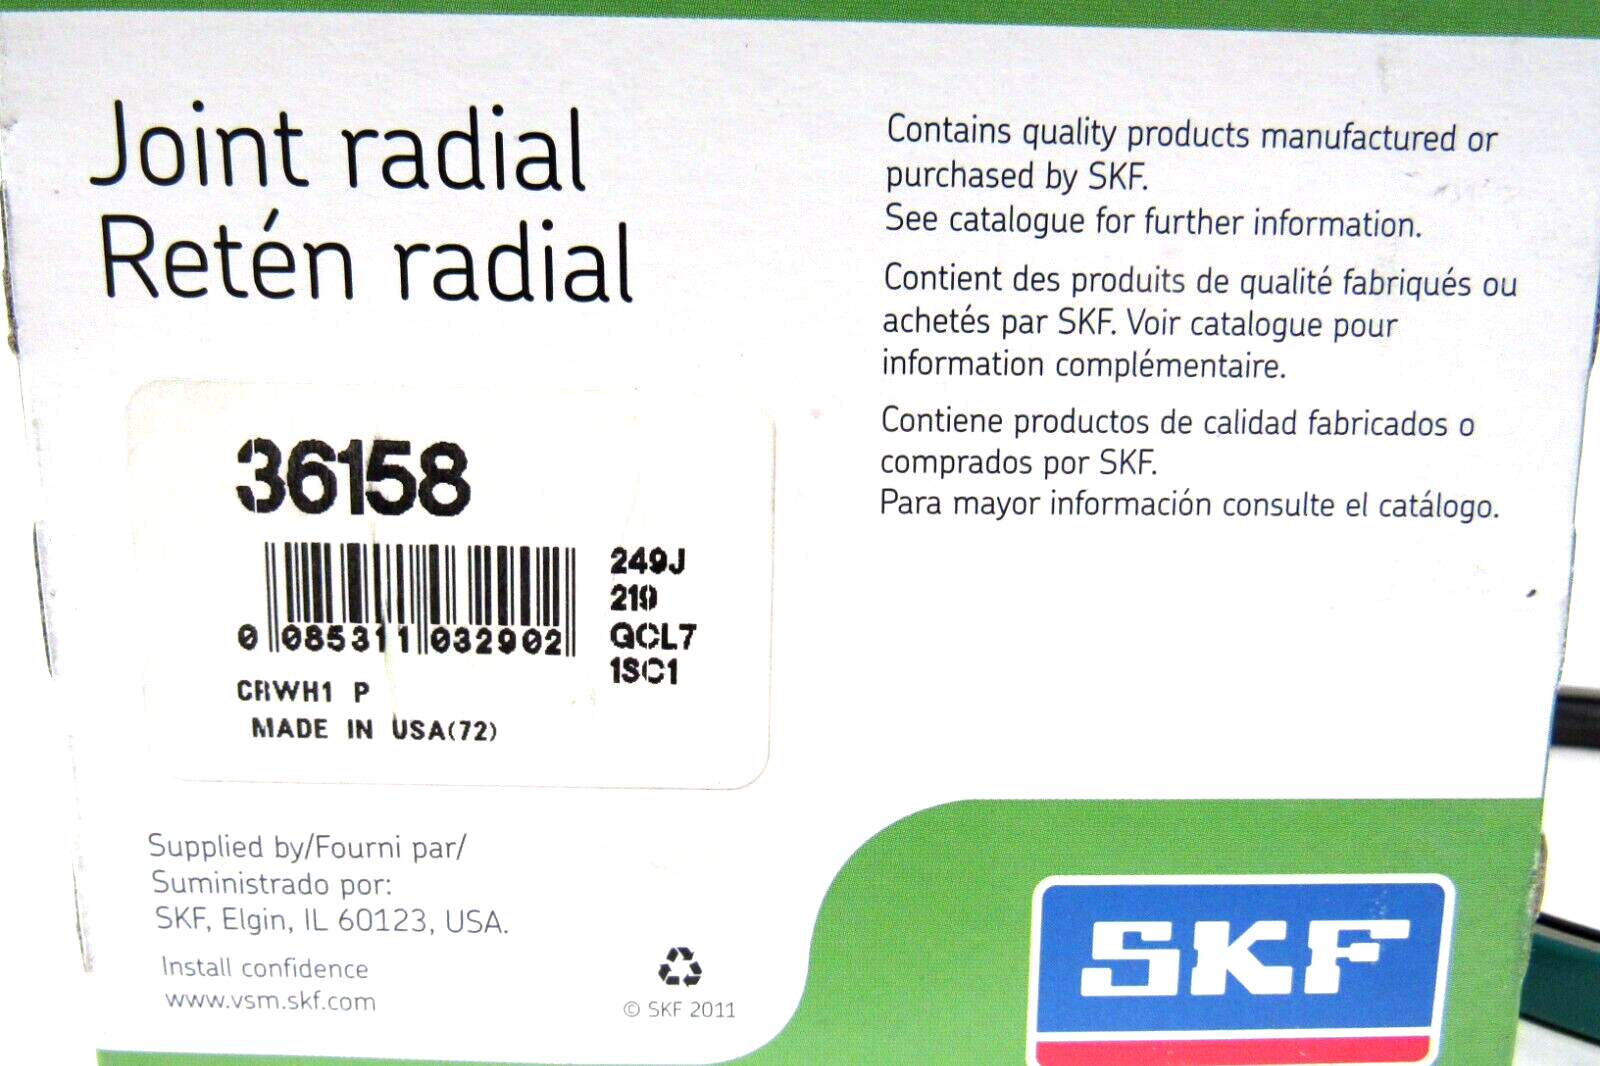 Joint radial
Retén radial
Contains quality products manufactured or
purchased by SKF.
See catalogue for further information.
Contient des produits de qualité fabriqués ou
achetés par SKF. Voir catalogue pour
information complémentaire.
Contiene productos de calidad fabricados o
comprados por SKF.
Para mayor información consulte el catálogo.
36158
0 085311 032902
249J
219
QCL7
1SC1
CRWH1 P
MADE IN USA(72)
Supplied by/Fourni par/
Suministrado por:
SKF, Elgin, IL 60123, USA.
Install confidence
www.vsm.skf.com
© SKF 2011
SKF